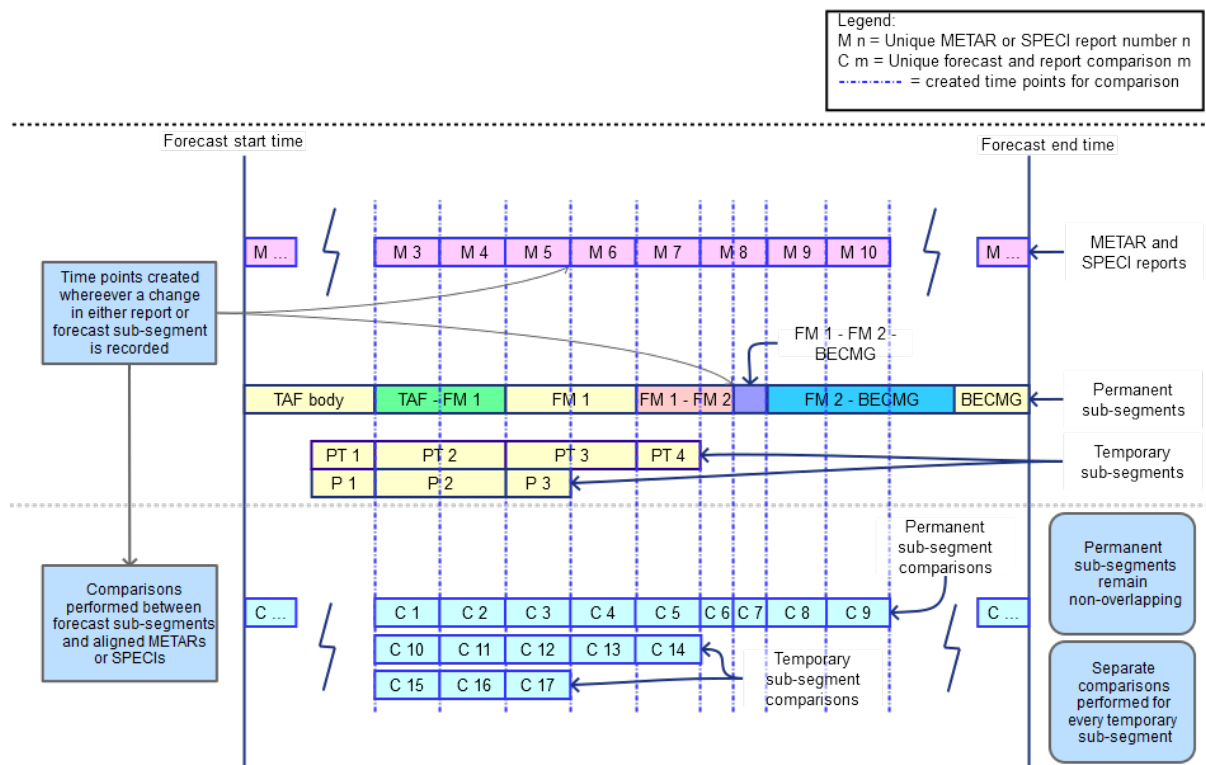 Legend:
M n = Unique METAR or SPECI report number n
C m = Unique forecast and report comparison m
= created time points for comparison
Forecast start time
Forecast end time
M ...
M 3
M 4
M 5
M 6
M 7
M 8
M 9
M 10
M ...
METAR and
SPECI reports
Time points created
whereever a change
in either report or
forecast sub-segment
is recorded
FM 1 - FM 2 -
BECMG
TAF body
TAF - FM 1
FM 1
FM 1 - FM 2
FM 2 - BECMG
BECMG
Permanent
sub-segments
PT 1
PT 2
PT 3
PT 4
Temporary
sub-segments
P 1
P 2
P 3
Permanent
sub-segment
comparisons
Permanent
sub-segments
remain
non-overlapping
Comparisons
performed between
forecast sub-segments
and aligned METARs
or SPECIs
C ...
C 1
C 2
C 3
C 4
C 5
C 6
C 7
C 8
C 9
C ...
C 10
C 11
C 12
C 13
C 14
Temporary
sub-segment
comparisons
C 15
C 16
C 17
Separate
comparisons
performed for
every temporary
sub-segment